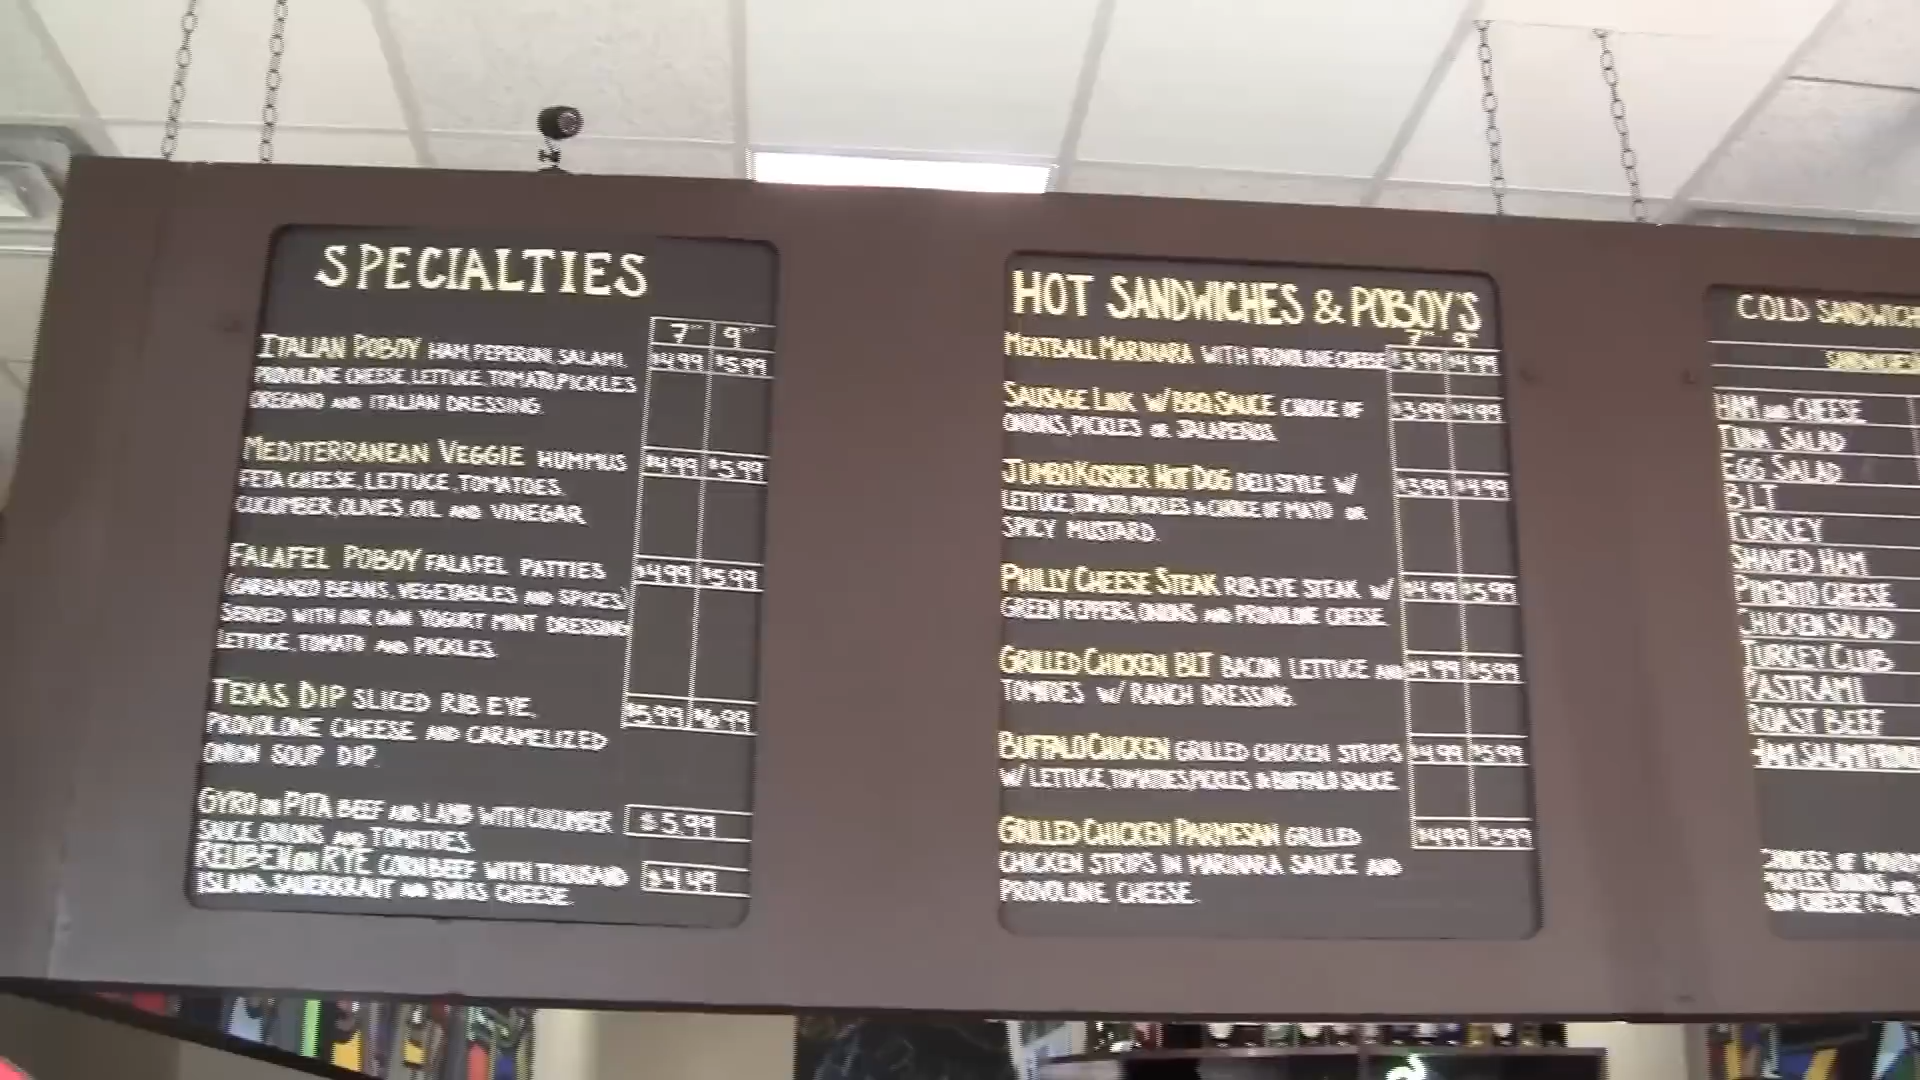 SPECIALTIES
7" 9"
ITALIAN POBOY HAM, PEPERONI, SALAMI, $4.99 $5.99
PROVOLONE CHEESE, LETTUCE, TOMATO, PICKLES
OREGANO AND ITALIAN DRESSING.
MEDITERRANEAN VEGGIE HUMMUS $4.99 $5.99
FETA CHEESE, LETTUCE, TOMATOES,
CUCUMBER, OLIVES, OIL AND VINEGAR
FALAFEL POBOY FALAFEL PATTIES $4.99 $5.99
(GARBANZO BEANS, VEGETABLES AND SPICES)
SERVED WITH OUR OWN YOGURT MINT DRESSING
LETTUCE, TOMATO AND PICKLES.
TEXAS DIP SLICED RIB EYE, $5.99 $6.99
PROVOLONE CHEESE AND CARAMELIZED
ONION SOUP DIP.
GYRO ON PITA BEEF AND LAMB WITH CUCUMBER $5.99
SAUCE, ONIONS AND TOMATOES.
REUBEN ON RYE CORN BEEF WITH THOUSAND $4.49
ISLAND, SAUERKRAUT AND SWISS CHEESE.
HOT SANDWICHES & POBOY'S
7" 9"
MEATBALL MARINARA WITH PROVOLONE CHEESE $3.99 $4.99
SAUSAGE LINK W/ BBQ SAUCE CHOICE OF $3.99 $4.99
ONIONS, PICKLES OR JALAPEÑOS.
JUMBO KOSHER HOT DOG DELI STYLE W/ $3.99 $4.99
LETTUCE, TOMATO, PICKLES & CHOICE OF MAYO OR
SPICY MUSTARD.
PHILLY CHEESE STEAK RIB EYE STEAK W/ $4.99 $5.99
GREEN PEPPERS, ONIONS AND PROVOLONE CHEESE.
GRILLED CHICKEN BLT BACON LETTUCE AND $4.99 $5.99
TOMTOES W/ RANCH DRESSING.
BUFFALO CHICKEN GRILLED CHICKEN STRIPS $4.99 $5.99
W/ LETTUCE, TOMATOES PICKLES & BUFFALO SAUCE.
GRILLED CHICKEN PARMESAN GRILLED $4.99 $5.99
CHICKEN STRIPS IN MARINARA SAUCE AND
PROVOLONE CHEESE.
COLD SANDWICH
SANDWICHES
HAM AND CHEESE
TUNA SALAD
EGG SALAD
BLT
TURKEY
SHAVED HAM
PIMENTO CHEESE
CHICKEN SALAD
TURKEY CLUB
PASTRAMI
ROAST BEEF
HAM SALAMI
CHOICES OF
PICKLES, ONIONS AND
ADD CHEESE